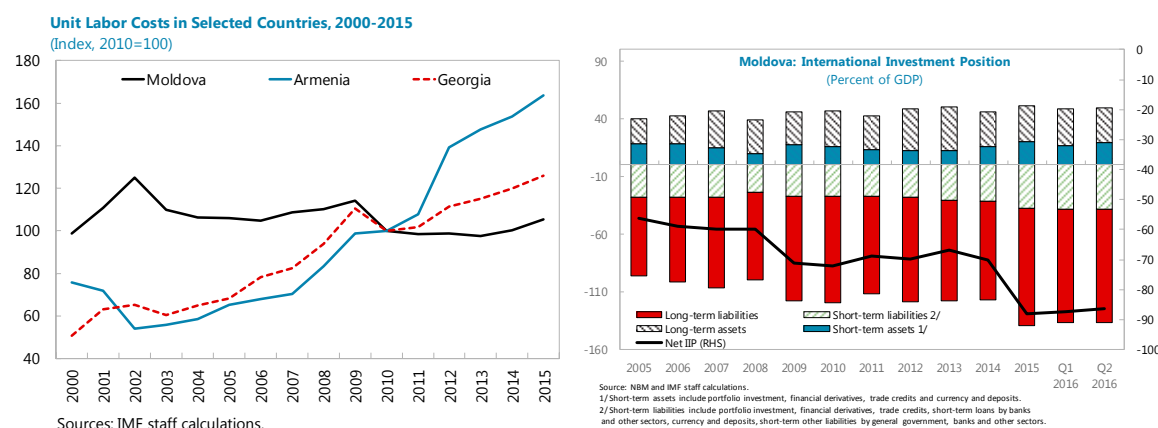 Unit Labor Costs in Selected Countries, 2000-2015
(Index, 2010=100)
180
160
140
120
100
80
60
40
Moldova
Armenia
Georgia
2000 2001 2002 2003 2004 2005 2006 2007 2008 2009 2010 2011 2012 2013 2014 2015
Sources: IMF staff calculations.
Moldova: International Investment Position
(Percent of GDP)
90
40
-10
-60
-110
-160
0
-10
-20
-30
-40
-50
-60
-70
-80
-90
-100
Long-term liabilities
Short-term liabilities 2/
Long-term assets
Short-term assets 1/
Net IIP (RHS)
2005 2006 2007 2008 2009 2010 2011 2012 2013 2014 2015 Q1 2016 Q2 2016
Source: NBM and IMF staff calculations.
1/ Short-term assets include portfolio investment, financial derivatives, trade credits and currency and deposits.
2/ Short-term liabilities include portfolio investment, financial derivatives, trade credits, short-term loans by banks
and other sectors, currency and deposits, short-term other liabilities by general government, banks and other sectors.